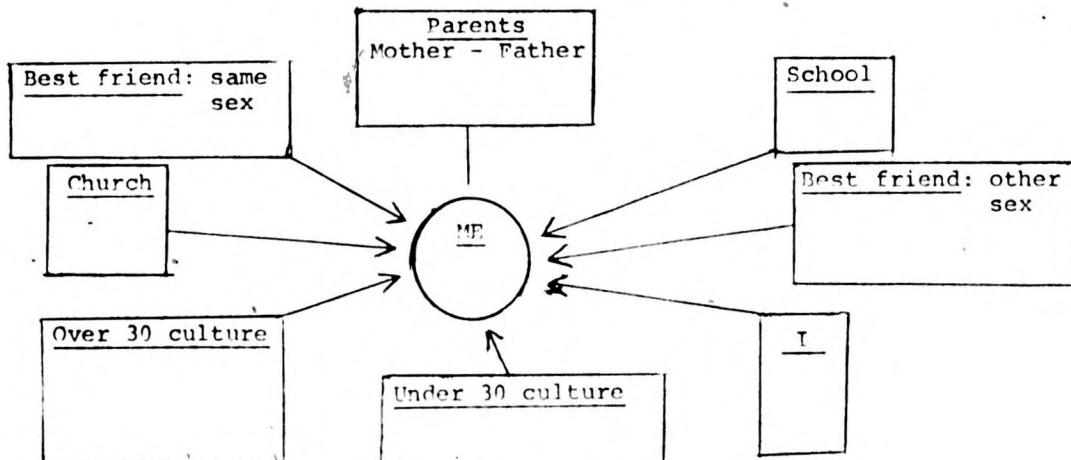 Parents
Mother - Father
Best friend: same
sex
School
Church
Best friend: other
sex
ME
Over 30 culture
I
Under 30 culture